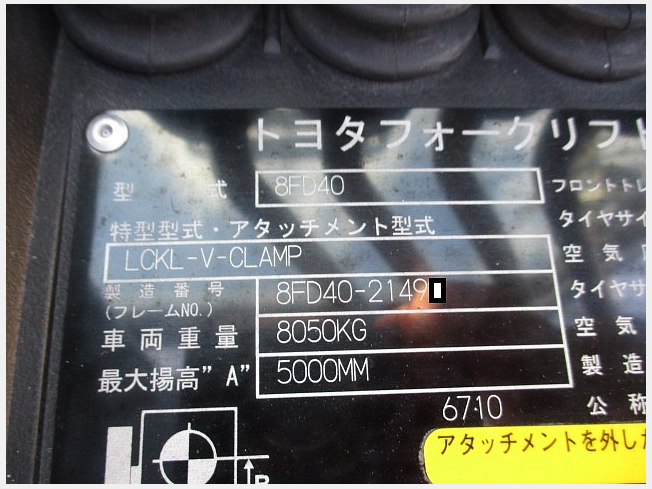 トヨタフォークリフト
型 式 8FD40 フロントトレ
特型型式・アタッチメント型式 タイヤサイ
LCKL-V-CLAMP 空 気
製造番号 8FD40-2149 タイヤサ
(フレームNO.)
車両重量 8050KG 空 気
最大揚高"A" 5000MM 製 造
6710 公 称
アタッチメントを外し